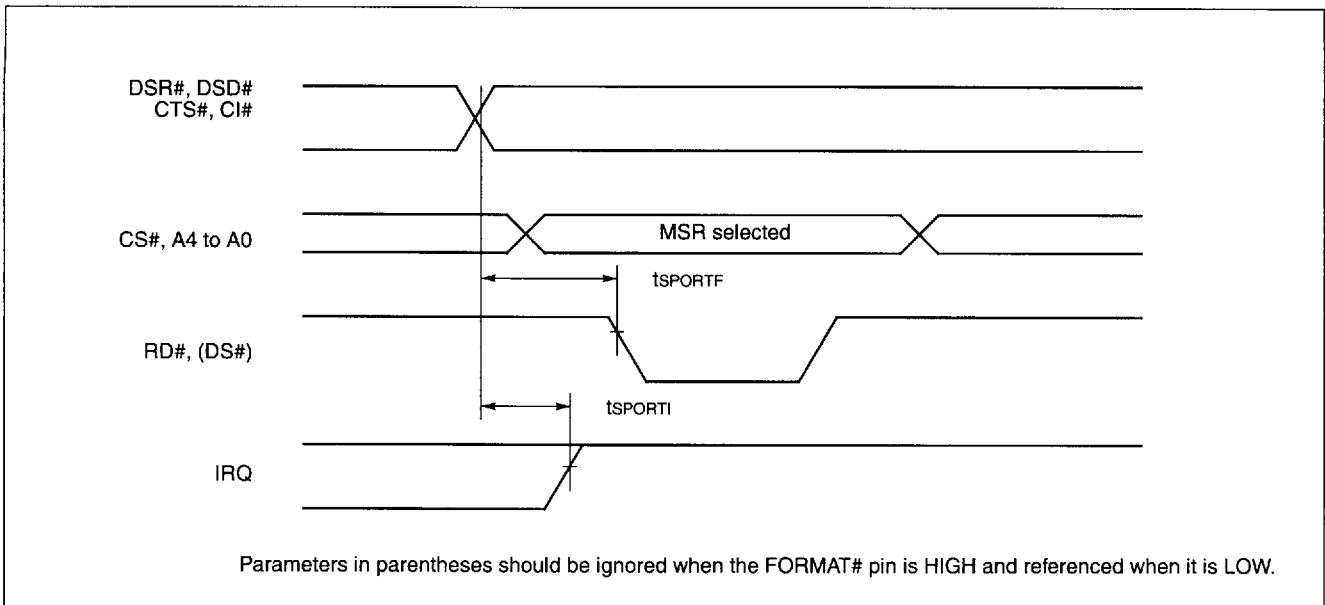 DSR#, DSD#
CTS#, CI#
CS#, A4 to A0
MSR selected
tSPORTF
RD#, (DS#)
tSPORTI
IRQ
Parameters in parentheses should be ignored when the FORMAT# pin is HIGH and referenced when it is LOW.